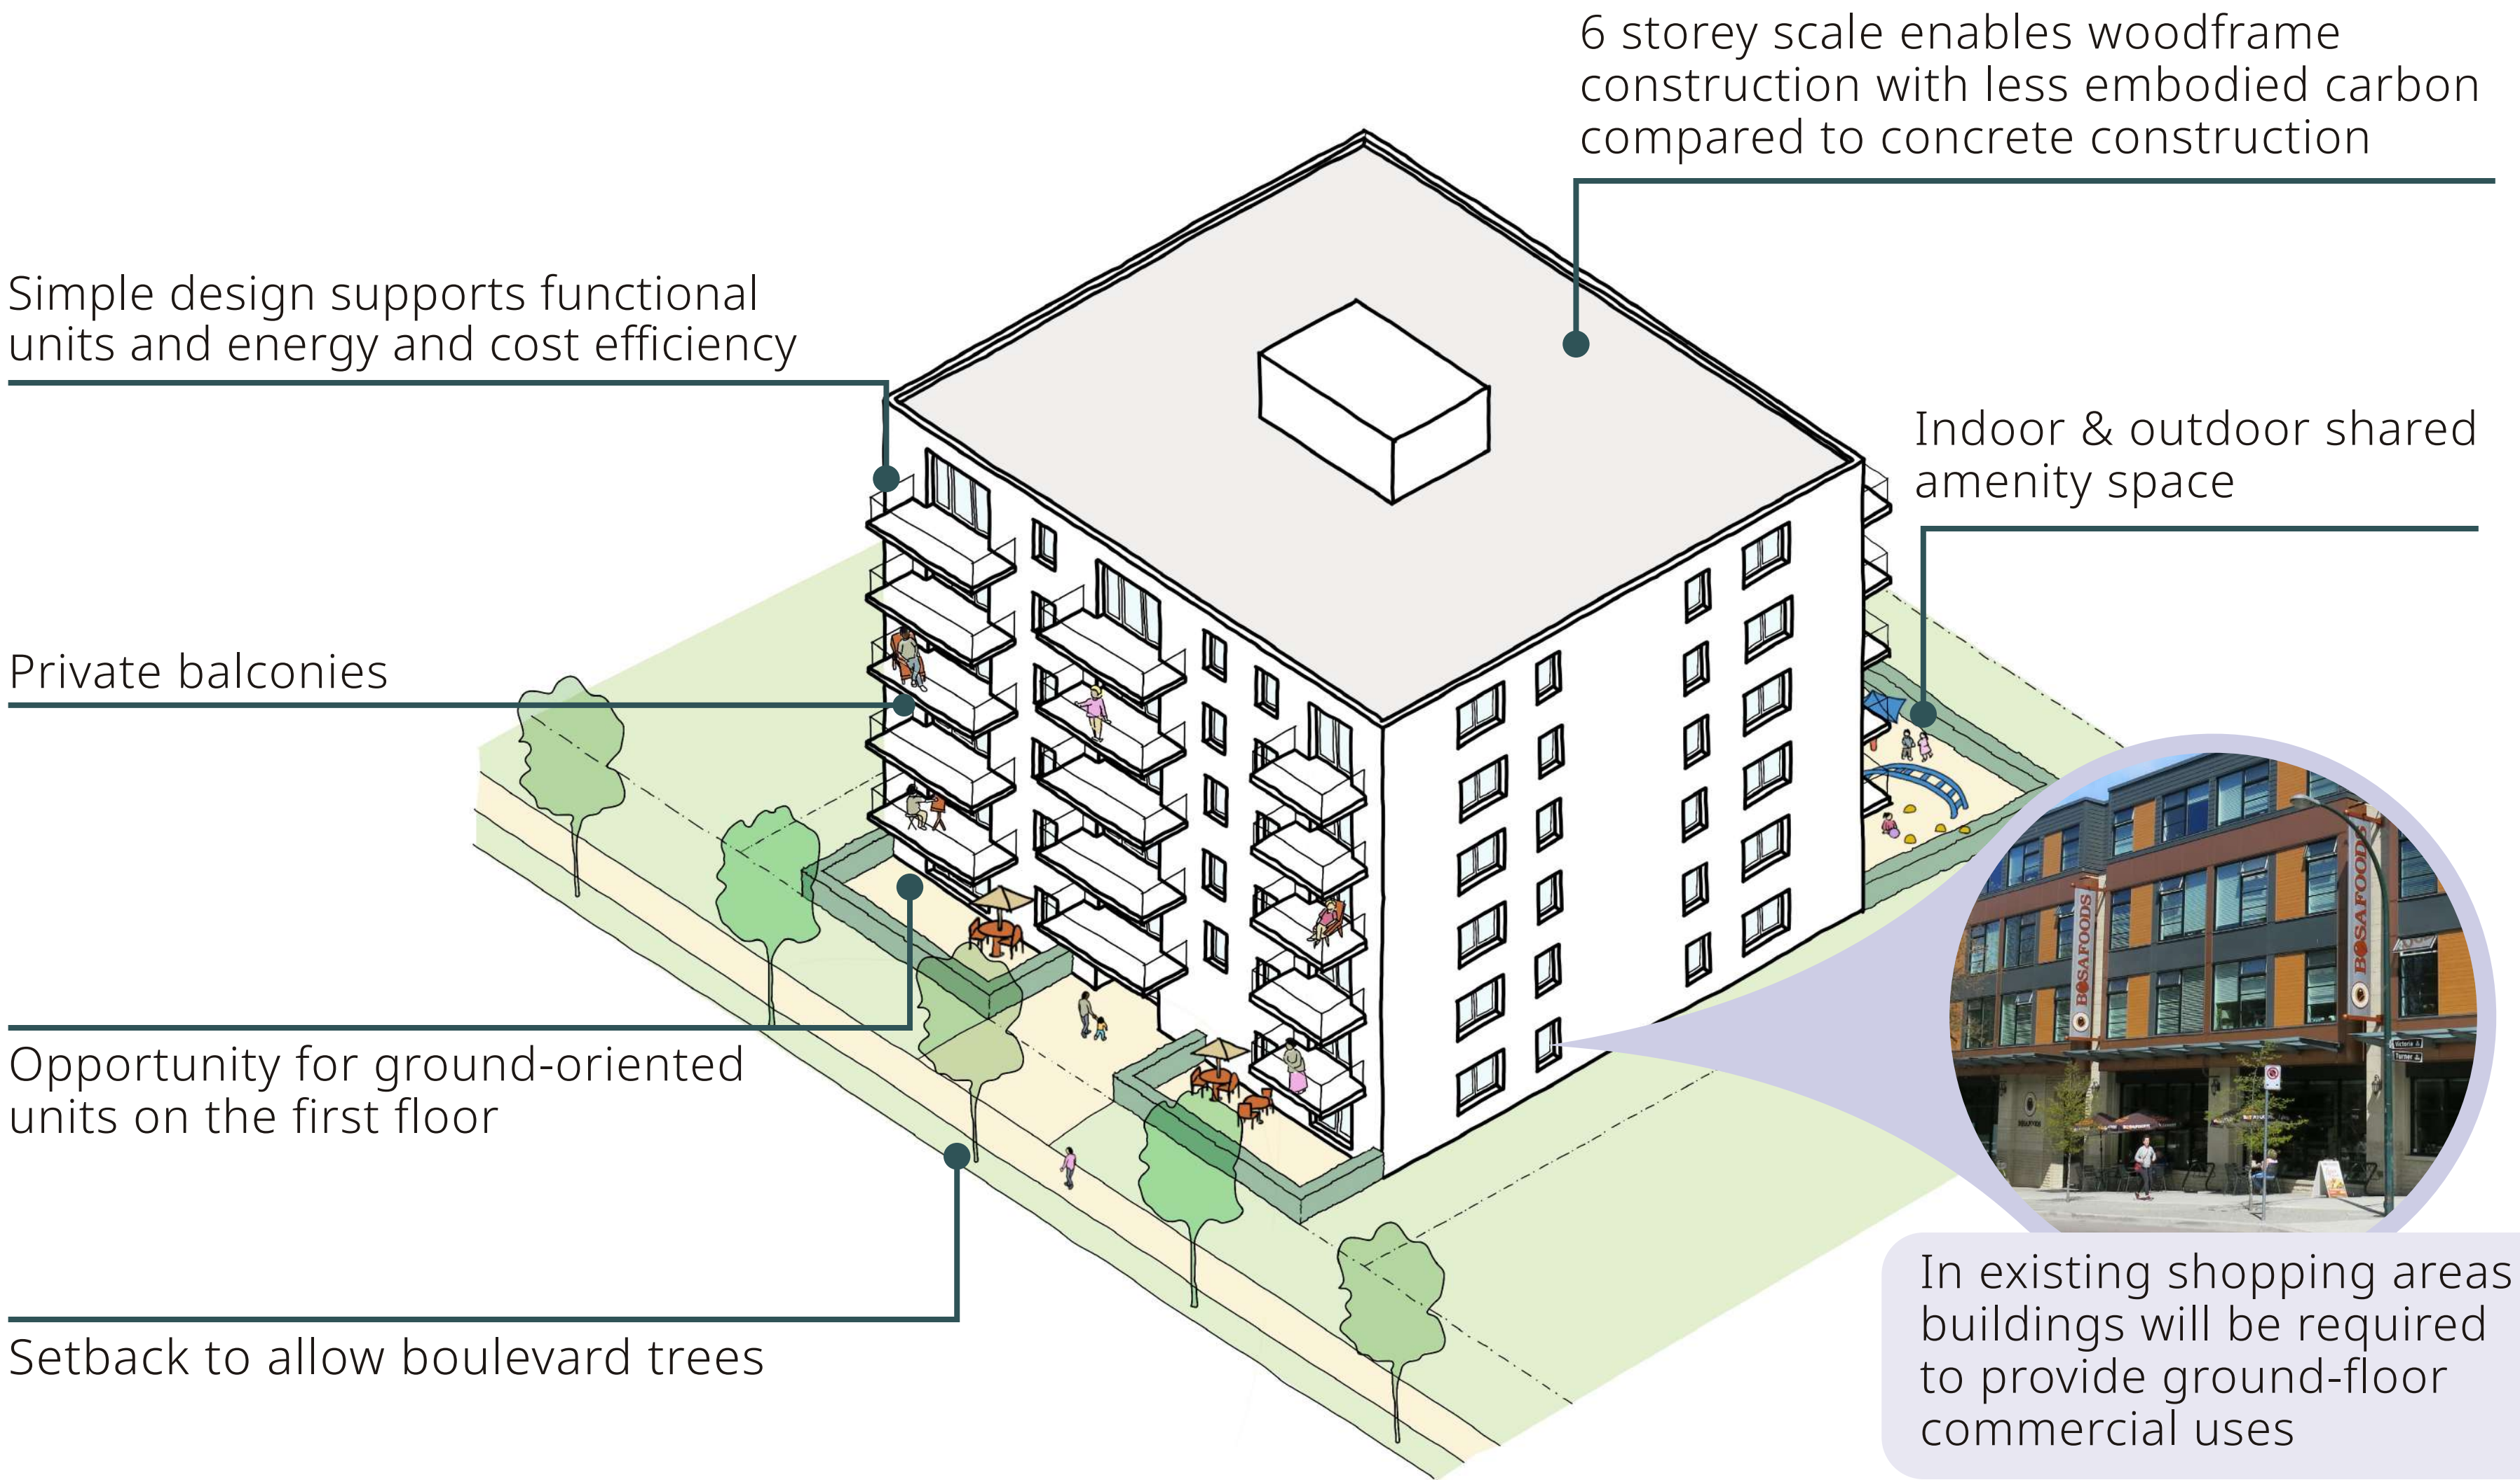 6 storey scale enables woodframe
construction with less embodied carbon
compared to concrete construction
Simple design supports functional
units and energy and cost efficiency
Indoor & outdoor shared
amenity space
Private balconies
Opportunity for ground-oriented
units on the first floor
Setback to allow boulevard trees
BOSAFOODS
BOSAFOODS
Victoria
Turner
In existing shopping areas
buildings will be required
to provide ground-floor
commercial uses